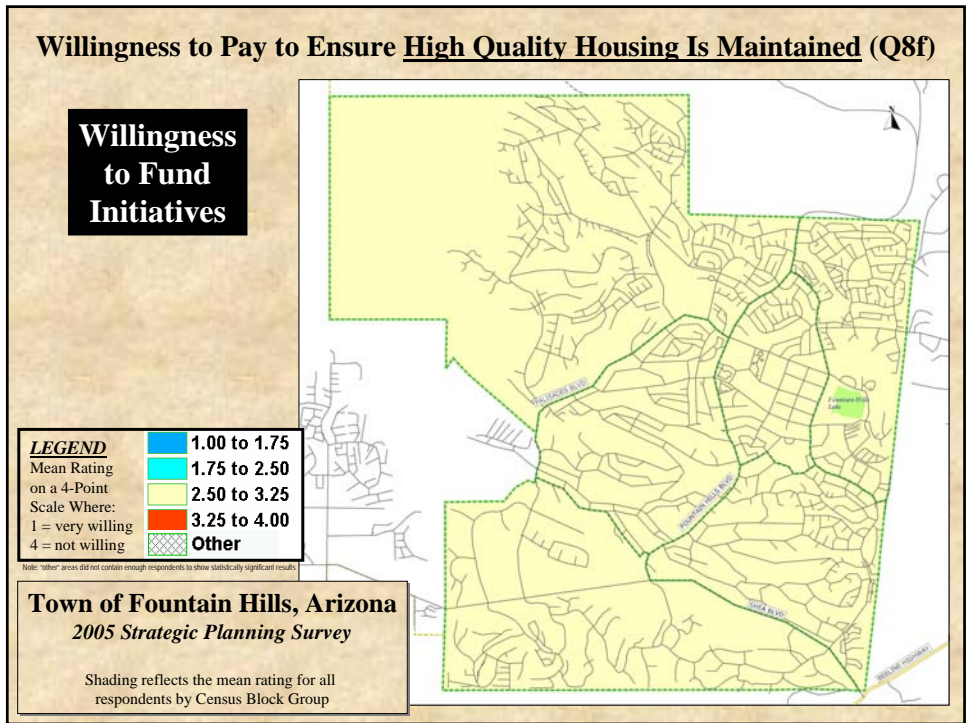 Willingness to Pay to Ensure High Quality Housing Is Maintained (Q8f)
Willingness
to Fund
Initiatives
PALISADES BLVD
Fountain Hills
Lake
FOUNTAIN HILLS BLVD
SHEA BLVD
BEELINE HIGHWAY
LEGEND
Mean Rating
on a 4-Point
Scale Where:
1 = very willing
4 = not willing
1.00 to 1.75
1.75 to 2.50
2.50 to 3.25
3.25 to 4.00
Other
Note: "other" areas did not contain enough respondents to show statistically significant results
Town of Fountain Hills, Arizona
2005 Strategic Planning Survey
Shading reflects the mean rating for all
respondents by Census Block Group